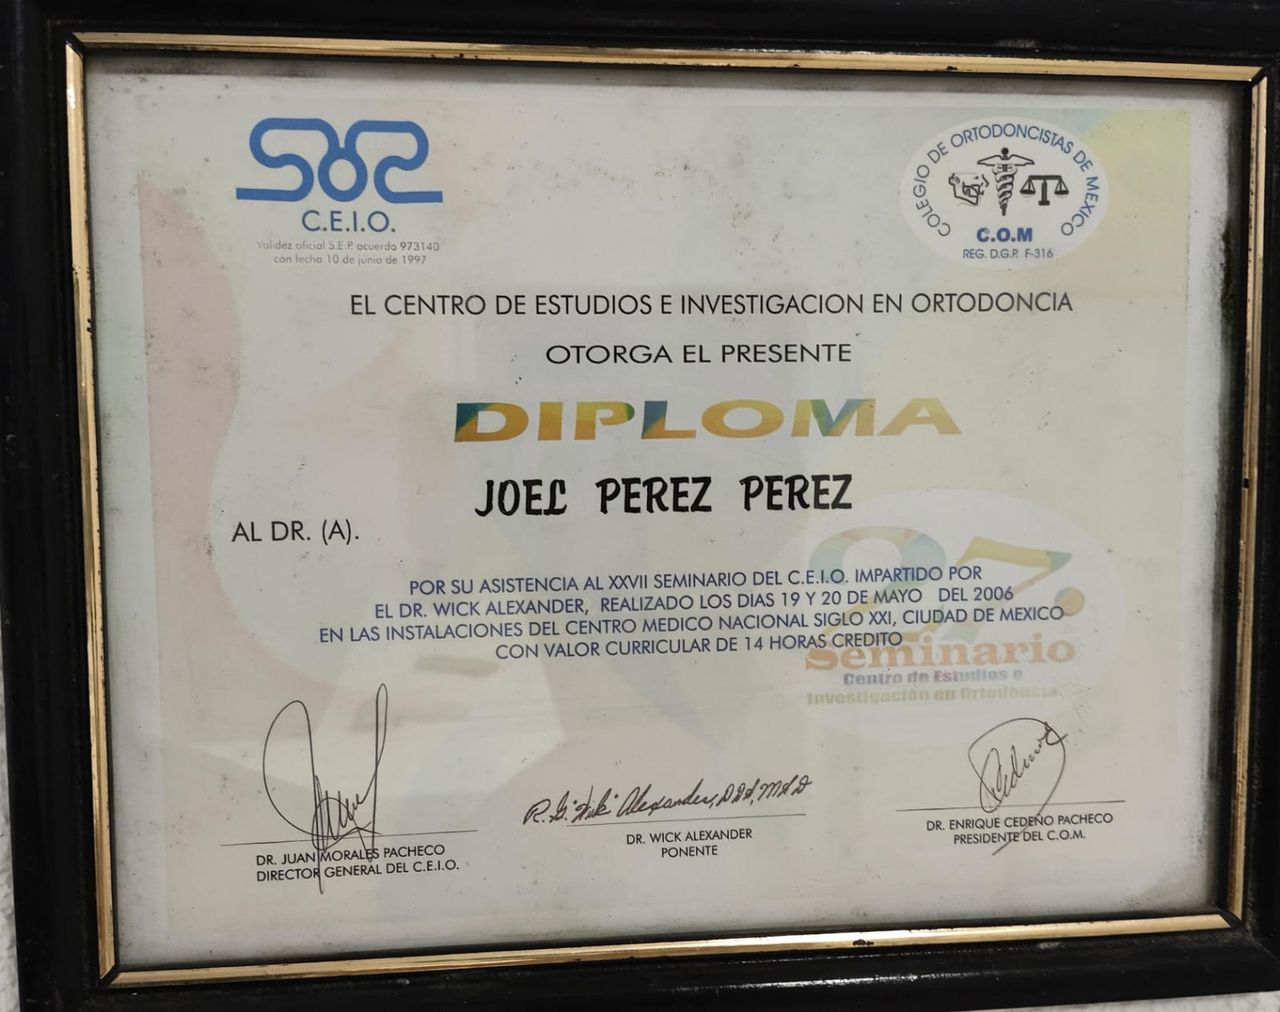 C.E.I.O.
Validez oficial S.E.P. acuerdo 973140
con fecha 10 de junio de 1997
COLEGIO DE ORTODONCISTAS DE MEXICO
C.O.M
REG. D.G.P. F-316
EL CENTRO DE ESTUDIOS E INVESTIGACION EN ORTODONCIA
OTORGA EL PRESENTE
DIPLOMA
JOEL PEREZ PEREZ
AL DR. (A).
POR SU ASISTENCIA AL XXVII SEMINARIO DEL C.E.I.O. IMPARTIDO POR
EL DR. WICK ALEXANDER, REALIZADO LOS DIAS 19 Y 20 DE MAYO DEL 2006
EN LAS INSTALACIONES DEL CENTRO MEDICO NACIONAL SIGLO XXI, CIUDAD DE MEXICO
CON VALOR CURRICULAR DE 14 HORAS CREDITO
27.
Seminario
Centro de Estudios e
Investigación en Ortodoncia
R.G. "Wick" Alexander, DDS, MSD
Cedeno
DR. JUAN MORALES PACHECO
DIRECTOR GENERAL DEL C.E.I.O.
DR. WICK ALEXANDER
PONENTE
DR. ENRIQUE CEDEÑO PACHECO
PRESIDENTE DEL C.O.M.